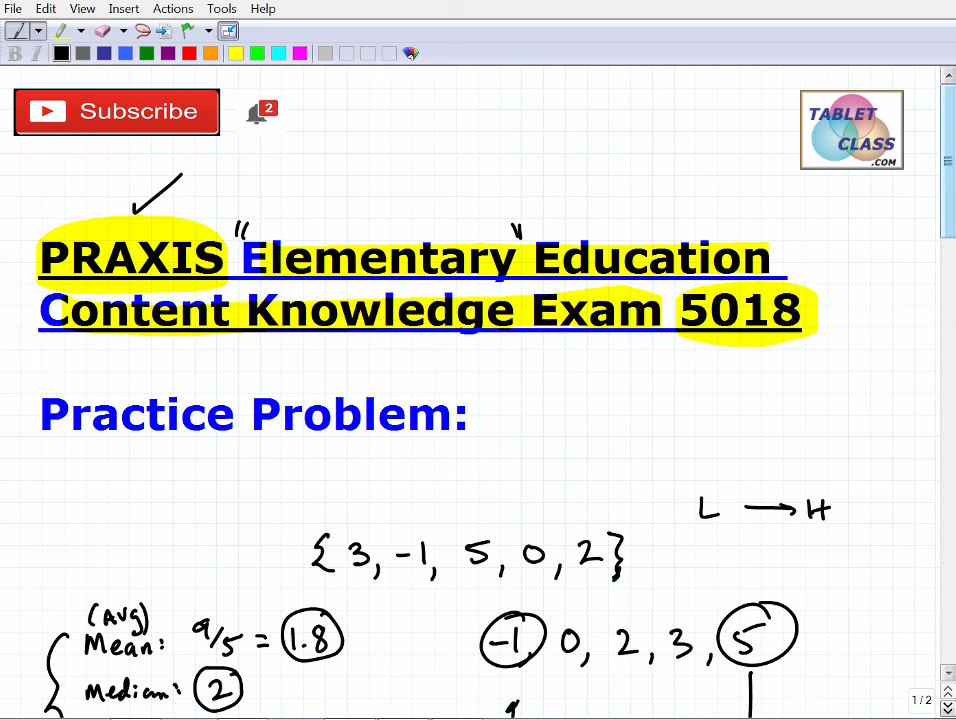 File Edit View Insert Actions Tools Help
B I
Subscribe
2
TABLET
CLASS
.COM
PRAXIS "Elementary" Education
Content Knowledge Exam 5018
Practice Problem:
L → H
{3, -1, 5, 0, 2}
(AVG)
Mean: 9/5 = 1.8
-1, 0, 2, 3, 5
Median: 2
1 / 2